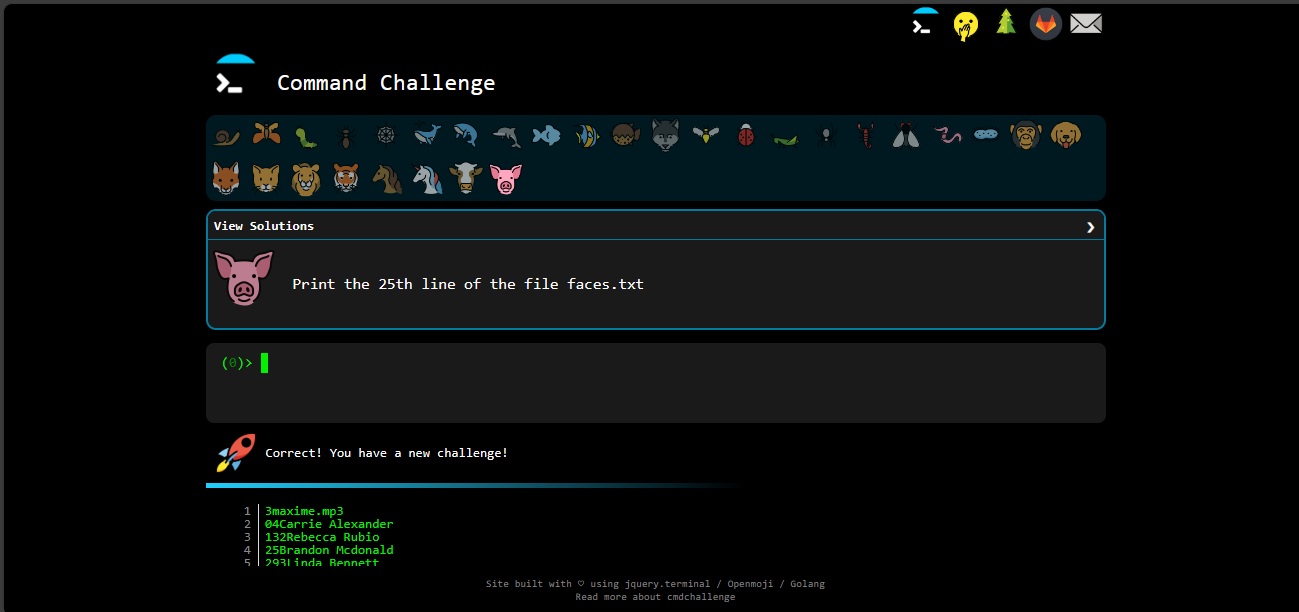 Command Challenge
View Solutions
Print the 25th line of the file faces.txt
(0)>
Correct! You have a new challenge!
1 3maxime.mp3
2 04Carrie Alexander
3 132Rebecca Rubio
4 25Brandon Mcdonald
5 293Linda Bennett
Site built with ♡ using jquery.terminal / Openmoji / Golang
Read more about cmdchallenge